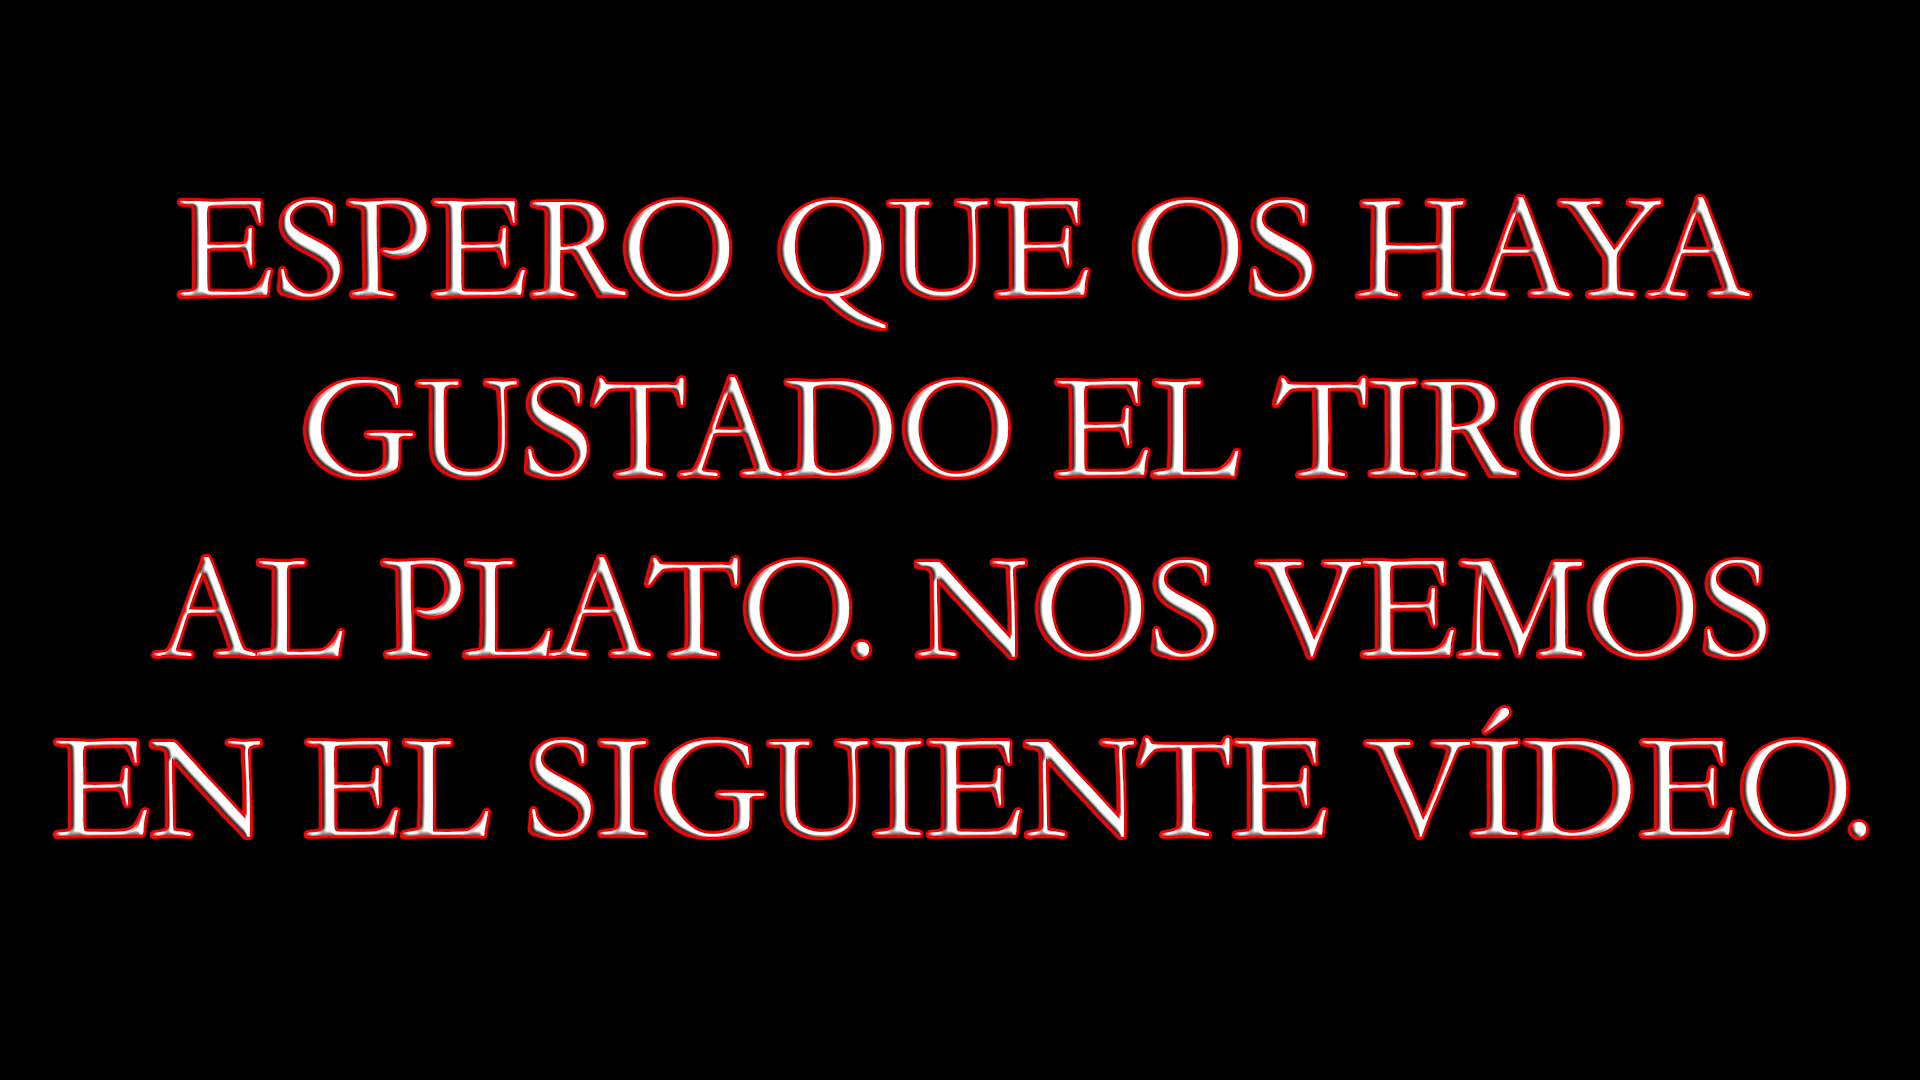 ESPERO QUE OS HAYA
GUSTADO EL TIRO
AL PLATO. NOS VEMOS
EN EL SIGUIENTE VÍDEO.